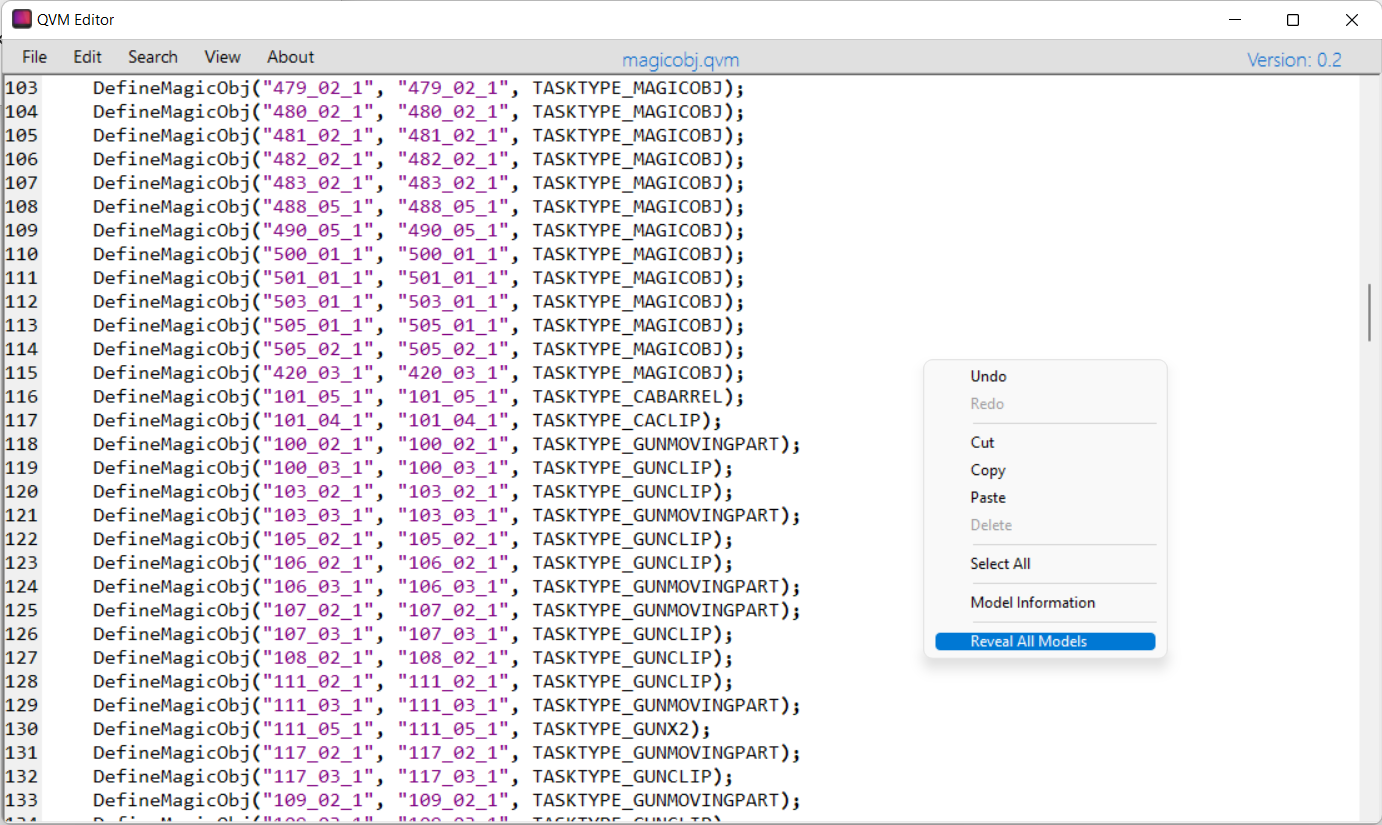 QVM Editor
File Edit Search View About magicobj.qvm Version: 0.2
103 DefineMagicObj("479_02_1", "479_02_1", TASKTYPE_MAGICOBJ);
104 DefineMagicObj("480_02_1", "480_02_1", TASKTYPE_MAGICOBJ);
105 DefineMagicObj("481_02_1", "481_02_1", TASKTYPE_MAGICOBJ);
106 DefineMagicObj("482_02_1", "482_02_1", TASKTYPE_MAGICOBJ);
107 DefineMagicObj("483_02_1", "483_02_1", TASKTYPE_MAGICOBJ);
108 DefineMagicObj("488_05_1", "488_05_1", TASKTYPE_MAGICOBJ);
109 DefineMagicObj("490_05_1", "490_05_1", TASKTYPE_MAGICOBJ);
110 DefineMagicObj("500_01_1", "500_01_1", TASKTYPE_MAGICOBJ);
111 DefineMagicObj("501_01_1", "501_01_1", TASKTYPE_MAGICOBJ);
112 DefineMagicObj("503_01_1", "503_01_1", TASKTYPE_MAGICOBJ);
113 DefineMagicObj("505_01_1", "505_01_1", TASKTYPE_MAGICOBJ);
114 DefineMagicObj("505_02_1", "505_02_1", TASKTYPE_MAGICOBJ);
115 DefineMagicObj("420_03_1", "420_03_1", TASKTYPE_MAGICOBJ);
116 DefineMagicObj("101_05_1", "101_05_1", TASKTYPE_CABARREL);
117 DefineMagicObj("101_04_1", "101_04_1", TASKTYPE_CACLIP);
118 DefineMagicObj("100_02_1", "100_02_1", TASKTYPE_GUNMOVINGPART);
119 DefineMagicObj("100_03_1", "100_03_1", TASKTYPE_GUNCLIP);
120 DefineMagicObj("103_02_1", "103_02_1", TASKTYPE_GUNCLIP);
121 DefineMagicObj("103_03_1", "103_03_1", TASKTYPE_GUNMOVINGPART);
122 DefineMagicObj("105_02_1", "105_02_1", TASKTYPE_GUNCLIP);
123 DefineMagicObj("106_02_1", "106_02_1", TASKTYPE_GUNCLIP);
124 DefineMagicObj("106_03_1", "106_03_1", TASKTYPE_GUNMOVINGPART);
125 DefineMagicObj("107_02_1", "107_02_1", TASKTYPE_GUNMOVINGPART);
126 DefineMagicObj("107_03_1", "107_03_1", TASKTYPE_GUNCLIP);
127 DefineMagicObj("108_02_1", "108_02_1", TASKTYPE_GUNCLIP);
128 DefineMagicObj("111_02_1", "111_02_1", TASKTYPE_GUNCLIP);
129 DefineMagicObj("111_03_1", "111_03_1", TASKTYPE_GUNMOVINGPART);
130 DefineMagicObj("111_05_1", "111_05_1", TASKTYPE_GUNX2);
131 DefineMagicObj("117_02_1", "117_02_1", TASKTYPE_GUNMOVINGPART);
132 DefineMagicObj("117_03_1", "117_03_1", TASKTYPE_GUNCLIP);
133 DefineMagicObj("109_02_1", "109_02_1", TASKTYPE_GUNMOVINGPART);
Undo
Redo
Cut
Copy
Paste
Delete
Select All
Model Information
Reveal All Models